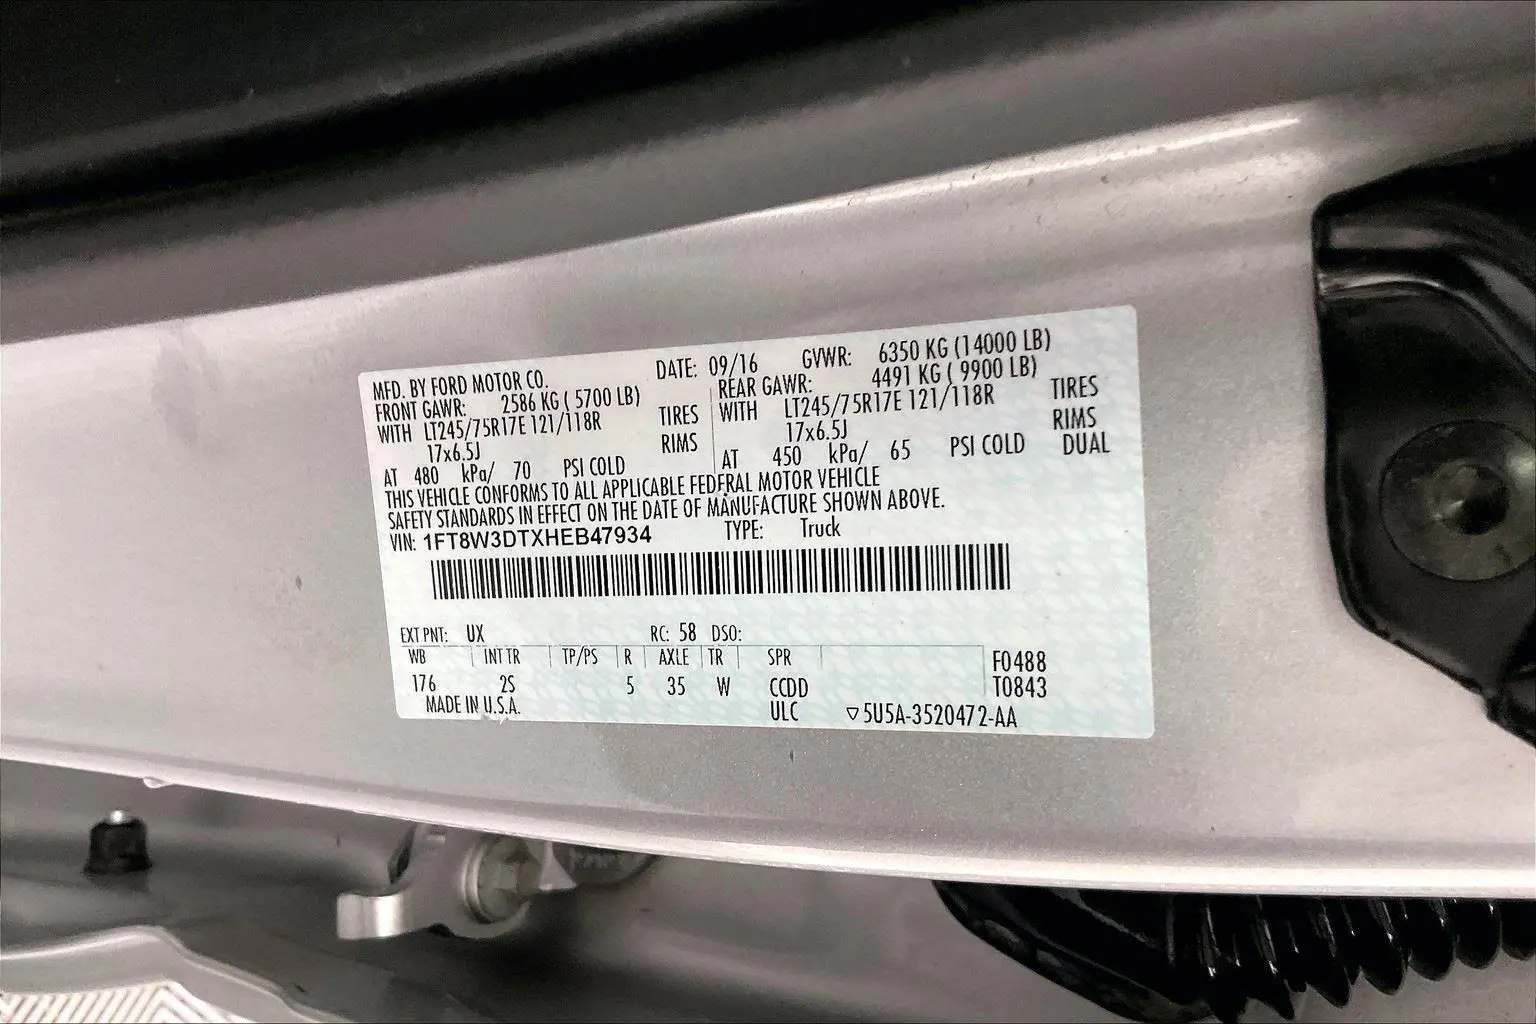 MFD. BY FORD MOTOR CO. DATE: 09/16 GVWR: 6350 KG (14000 LB)
FRONT GAWR: 2586 KG ( 5700 LB) REAR GAWR: 4491 KG ( 9900 LB)
WITH LT245/75R17E 121/118R TIRES WITH LT245/75R17E 121/118R TIRES
17x6.5J RIMS 17x6.5J RIMS
AT 480 kPa/ 70 PSI COLD AT 450 kPa/ 65 PSI COLD DUAL
THIS VEHICLE CONFORMS TO ALL APPLICABLE FEDERAL MOTOR VEHICLE
SAFETY STANDARDS IN EFFECT ON THE DATE OF MANUFACTURE SHOWN ABOVE.
VIN: 1FT8W3DTXHEB47934 TYPE: Truck
EXT PNT: UX RC: 58 DSO:
WB INT TR TP/PS R AXLE TR SPR F0488
176 2S 5 35 W CCDD T0843
MADE IN U.S.A. ULC ▽5U5A-3520472-AA